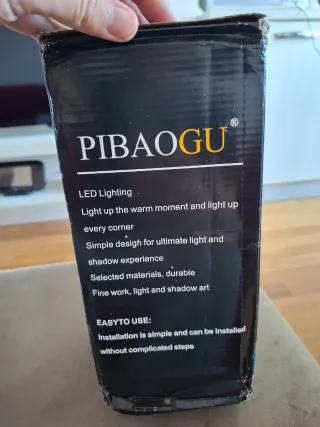 PIBAOGU®
LED Lighting
Light up the warm moment and light up
every corner
Simple desigh for ultimate light and
shadow experience
Selected materials, durable
Fine work, light and shadow art
EASYTO USE:
Installation is simple and can be installed
without complicated steps